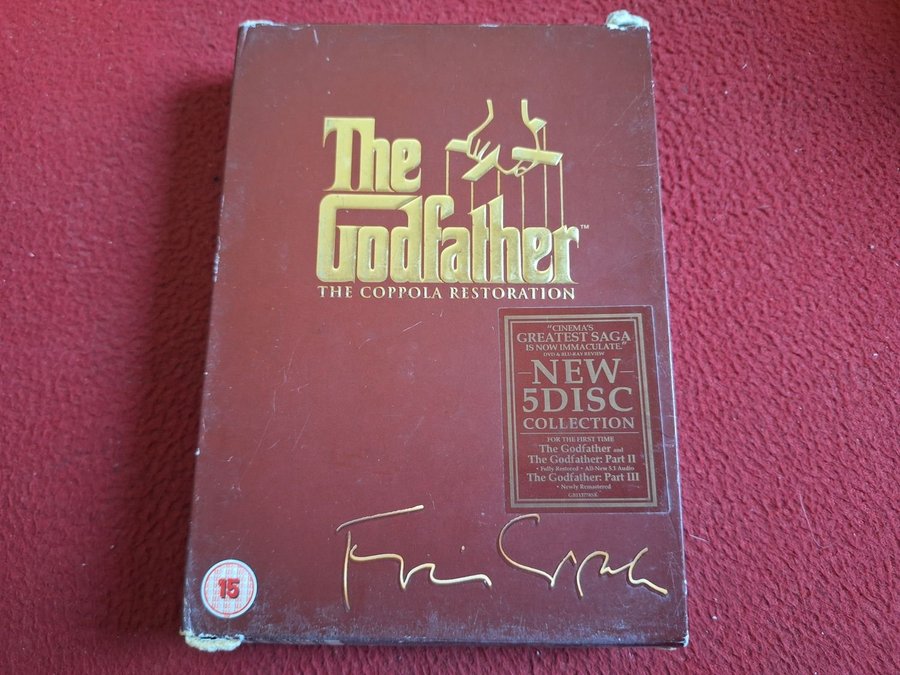 The
Godfather™
THE COPPOLA RESTORATION
"CINEMA'S
GREATEST SAGA
IS NOW IMMACULATE."
DVD & BLU-RAY REVIEW
NEW
5DISC
COLLECTION
FOR THE FIRST TIME
The Godfather and
The Godfather: Part II
• Fully Restored • All-New 5.1 Audio
The Godfather: Part III
• Newly Remastered
15